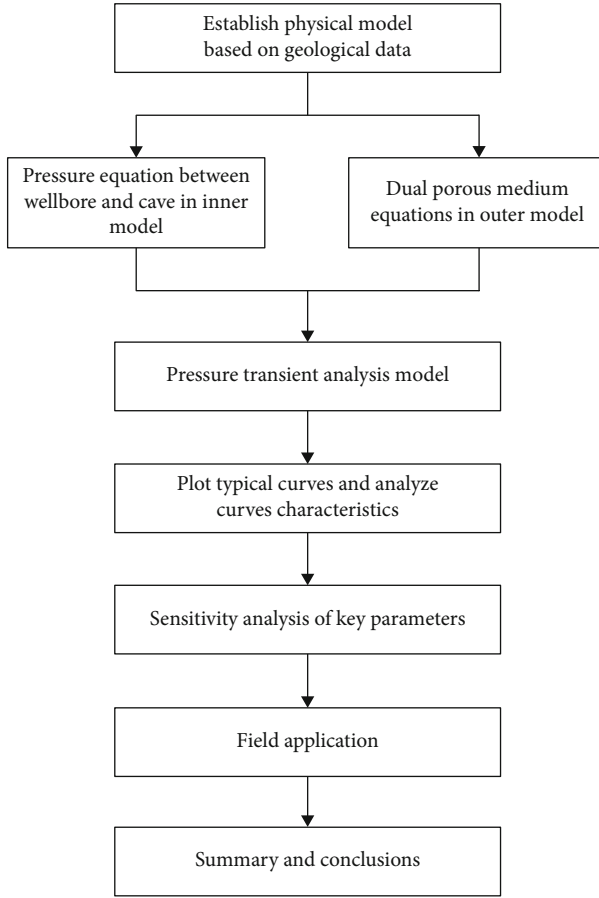 Establish physical model
based on geological data
Pressure equation between
wellbore and cave in inner
model
Dual porous medium
equations in outer model
Pressure transient analysis model
Plot typical curves and analyze
curves characteristics
Sensitivity analysis of key parameters
Field application
Summary and conclusions